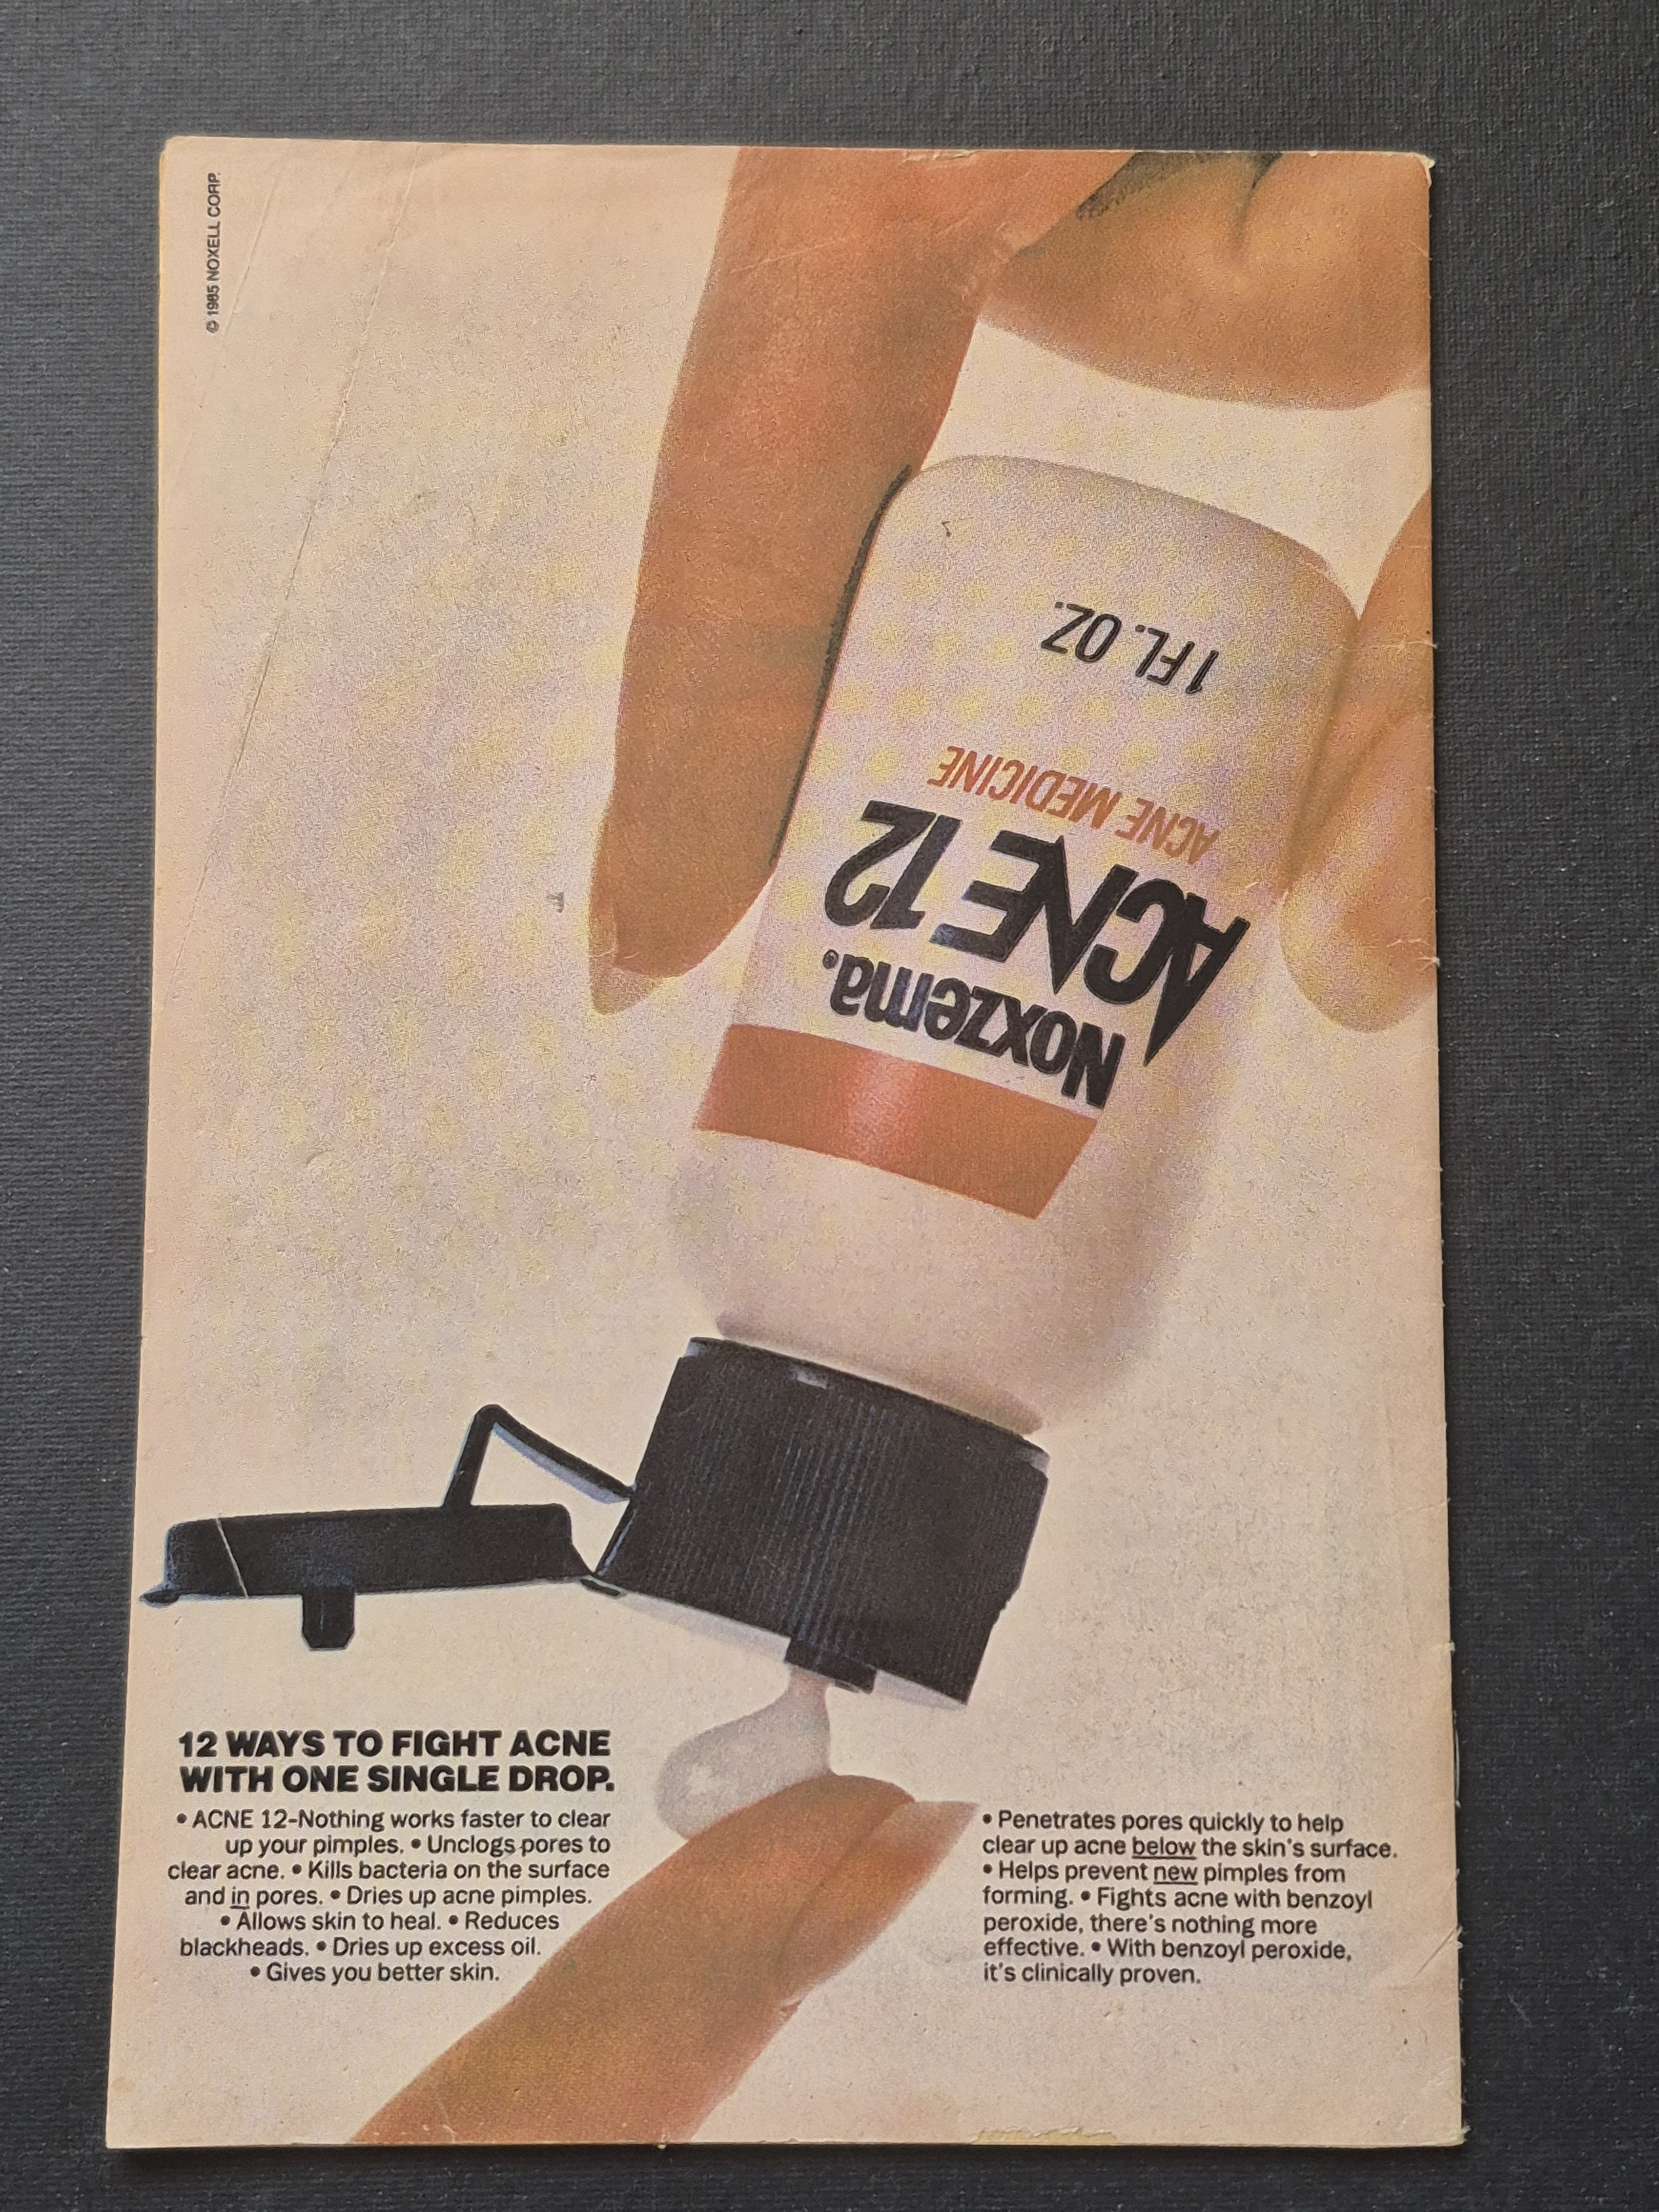 © 1985 NOXELL CORP.
Noxzema®
ACNE 12
ACNE MEDICINE
1 FL. OZ.
12 WAYS TO FIGHT ACNE
WITH ONE SINGLE DROP.
• ACNE 12-Nothing works faster to clear
up your pimples. • Unclogs pores to
clear acne. • Kills bacteria on the surface
and in pores. • Dries up acne pimples.
• Allows skin to heal. • Reduces
blackheads. • Dries up excess oil.
• Gives you better skin.
• Penetrates pores quickly to help
clear up acne below the skin's surface.
• Helps prevent new pimples from
forming. • Fights acne with benzoyl
peroxide, there's nothing more
effective. • With benzoyl peroxide,
it's clinically proven.